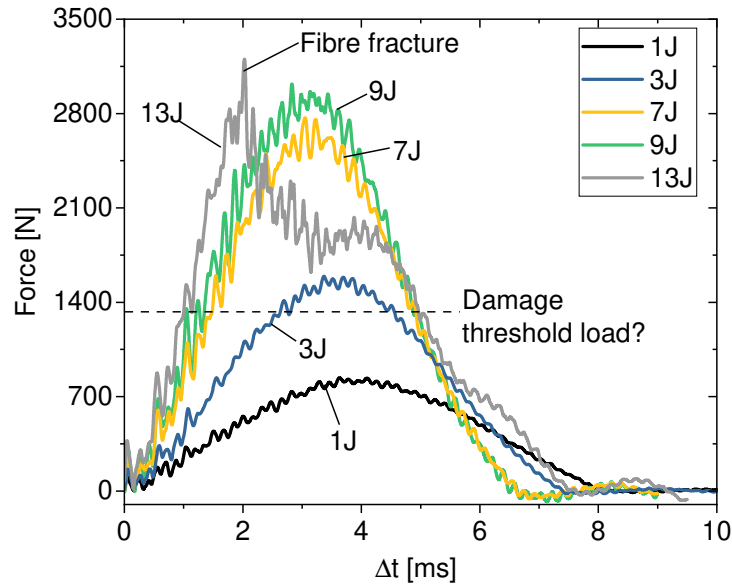 3500
2800
2100
1400
700
0
Force [N]
0
2
4
6
8
10
Δt [ms]
Fibre fracture
13J
9J
7J
3J
1J
Damage
threshold load?
1J
3J
7J
9J
13J